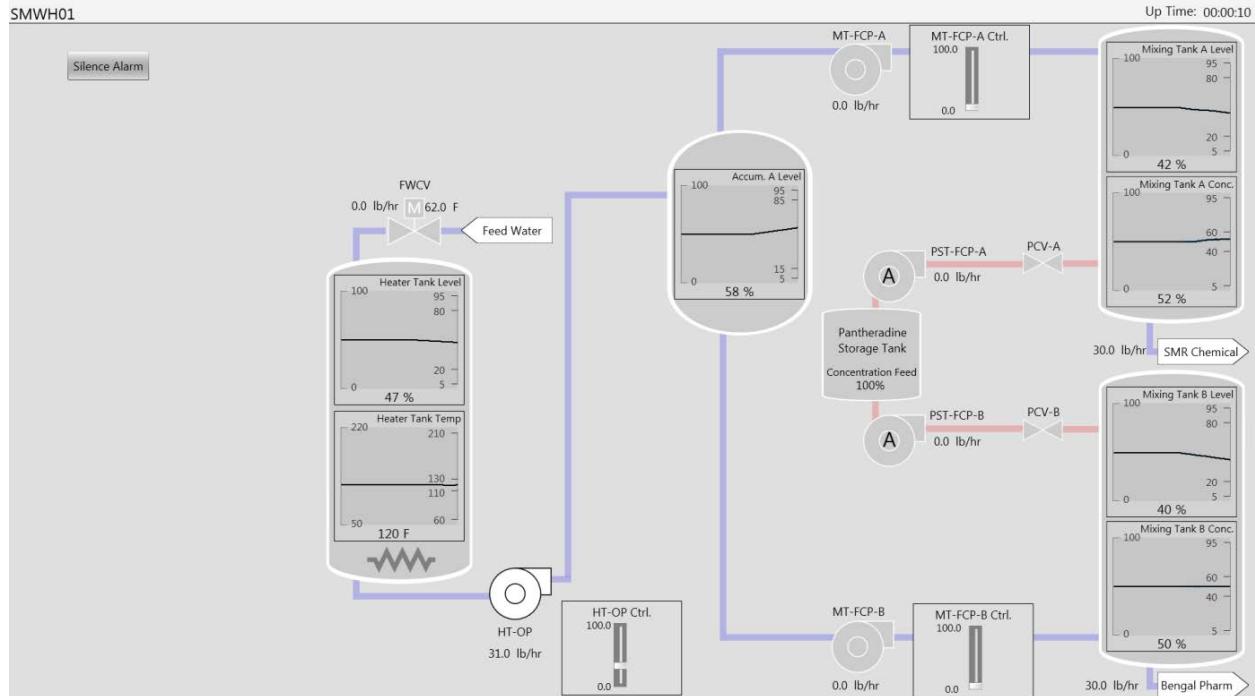 SMWH01
Up Time: 00:00:10
Silence Alarm
MT-FCP-A
0.0 lb/hr
MT-FCP-A Ctrl.
100.0
0.0
Mixing Tank A Level
100
95
80
20
5
0
42 %
Mixing Tank A Conc.
95
60
40
5
52 %
30.0 lb/hr
SMR Chemical
Accum. A Level
100
95
85
15
5
0
58 %
FWCV
0.0 lb/hr
M
62.0 F
Feed Water
Heater Tank Level
100
95
80
20
5
0
47 %
Heater Tank Temp
220
210
130
110
60
50
120 F
HT-OP
31.0 lb/hr
HT-OP Ctrl.
100.0
0.0
A
PST-FCP-A
0.0 lb/hr
PCV-A
Pantheradine
Storage Tank
Concentration Feed
100%
A
PST-FCP-B
0.0 lb/hr
PCV-B
Mixing Tank B Level
100
95
80
20
5
0
40 %
Mixing Tank B Conc.
100
95
60
40
5
0
50 %
MT-FCP-B
0.0 lb/hr
MT-FCP-B Ctrl.
100.0
0.0
30.0 lb/hr
Bengal Pharm